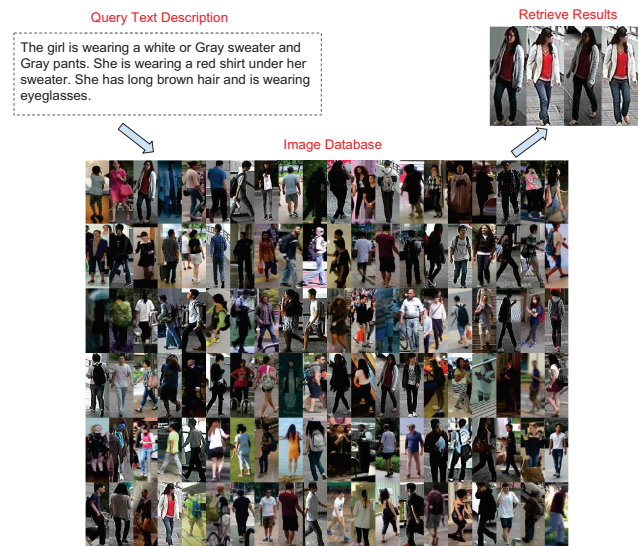 Query Text Description
Retrieve Results
The girl is wearing a white or Gray sweater and
Gray pants. She is wearing a red shirt under her
sweater. She has long brown hair and is wearing
eyeglasses.
Image Database